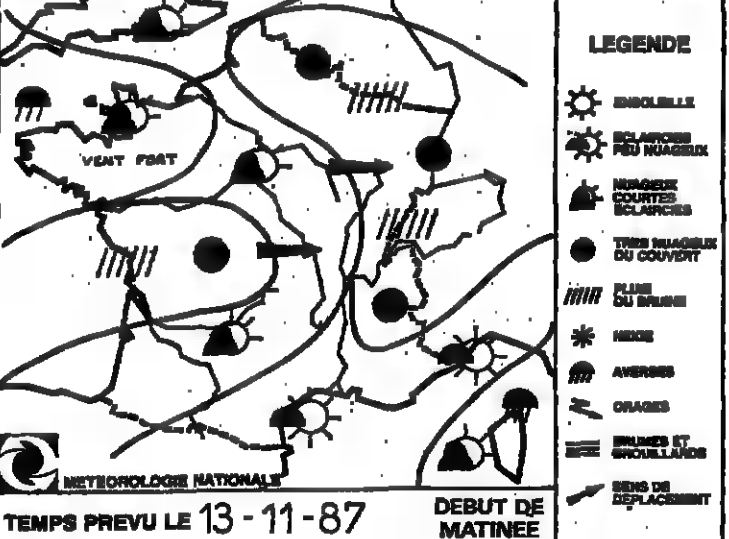 LEGENDE
ENSOLEILLE
ECLAIRCIES
PEU NUAGEUX
VENT FORT
NUAGEUX
COURTES
ECLAIRCIES
TRES NUAGEUX
OU COUVERT
PLUIE
OU BRUINE
NEIGE
AVERSES
ORAGES
BRUMES ET
BROUILLARDS
METEOROLOGIE NATIONALE
SENS DE
DEPLACEMENT
TEMPS PREVU LE 13-11-87
DEBUT DE
MATINEE